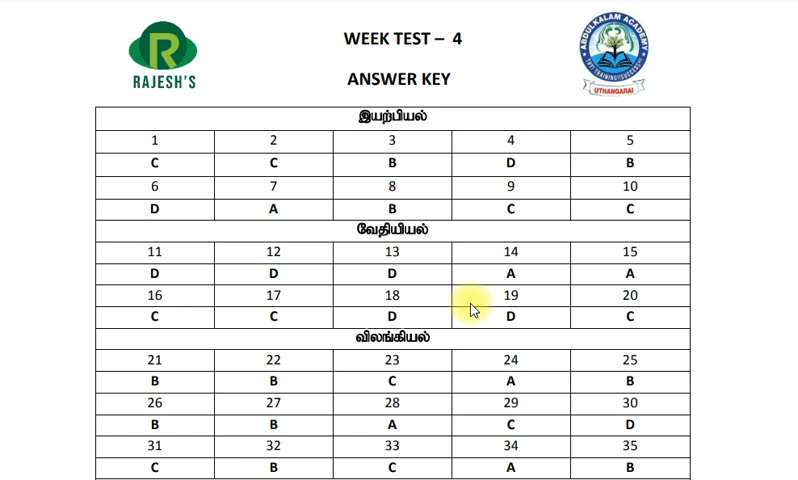 R
RAJESH'S
WEEK TEST – 4
ANSWER KEY
ABDULKALAM ACADEMY
UTHANGARAI
இயற்பியல்
1 2 3 4 5
C C B D B
6 7 8 9 10
D A B C C
வேதியியல்
11 12 13 14 15
D D D A A
16 17 18 19 20
C C D D C
விலங்கியல்
21 22 23 24 25
B B C A B
26 27 28 29 30
B B A C D
31 32 33 34 35
C B C A B